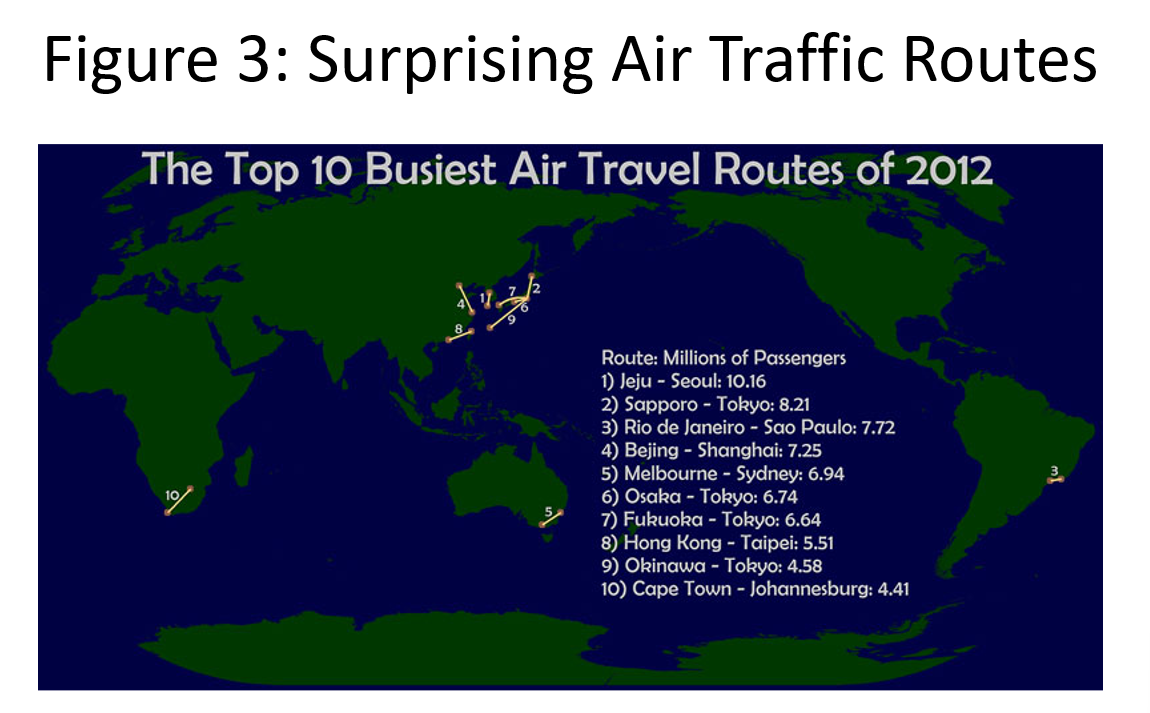 Figure 3: Surprising Air Traffic Routes
The Top 10 Busiest Air Travel Routes of 2012
7
2
1
4
6
9
8
Route: Millions of Passengers
1) Jeju - Seoul: 10.16
2) Sapporo - Tokyo: 8.21
3) Rio de Janeiro - Sao Paulo: 7.72
4) Bejing - Shanghai: 7.25
5) Melbourne - Sydney: 6.94
6) Osaka - Tokyo: 6.74
7) Fukuoka - Tokyo: 6.64
8) Hong Kong - Taipei: 5.51
9) Okinawa - Tokyo: 4.58
10) Cape Town - Johannesburg: 4.41
3
10
5